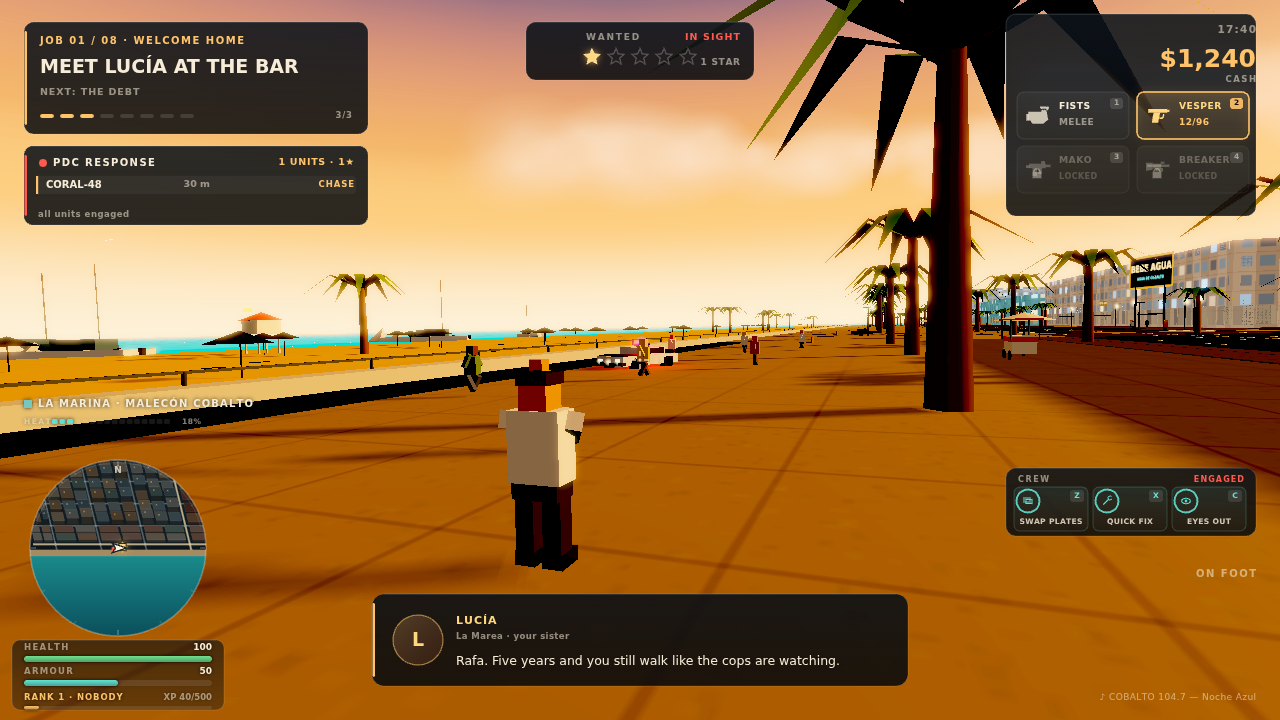 JOB 01 / 08 · WELCOME HOME
MEET LUCÍA AT THE BAR
NEXT: THE DEBT
3/3
PDC RESPONSE
1 UNITS · 1★
CORAL-48
30 m
CHASE
all units engaged
WANTED
IN SIGHT
1 STAR
17:40
$1,240
CASH
FISTS
1
MELEE
VESPER
2
12/96
MAKO
3
LOCKED
BREAKER
4
LOCKED
AGUA
LA MARINA · MALECÓN COBALTO
HEAT
18%
N
HEALTH
100
ARMOUR
50
RANK 1 · NOBODY
XP 40/500
CREW
ENGAGED
Z
SWAP PLATES
X
QUICK FIX
C
EYES OUT
ON FOOT
L
LUCÍA
La Marea · your sister
Rafa. Five years and you still walk like the cops are watching.
♪ COBALTO 104.7 — Noche Azul